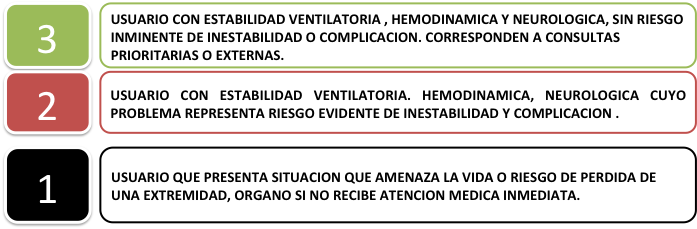 3
USUARIO CON ESTABILIDAD VENTILATORIA , HEMODINAMICA Y NEUROLOGICA, SIN RIESGO
INMINENTE DE INESTABILIDAD O COMPLICACION. CORRESPONDEN A CONSULTAS
PRIORITARIAS O EXTERNAS.
2
USUARIO CON ESTABILIDAD VENTILATORIA. HEMODINAMICA, NEUROLOGICA CUYO
PROBLEMA REPRESENTA RIESGO EVIDENTE DE INESTABILIDAD Y COMPLICACION .
1
USUARIO QUE PRESENTA SITUACION QUE AMENAZA LA VIDA O RIESGO DE PERDIDA DE
UNA EXTREMIDAD, ORGANO SI NO RECIBE ATENCION MEDICA INMEDIATA.